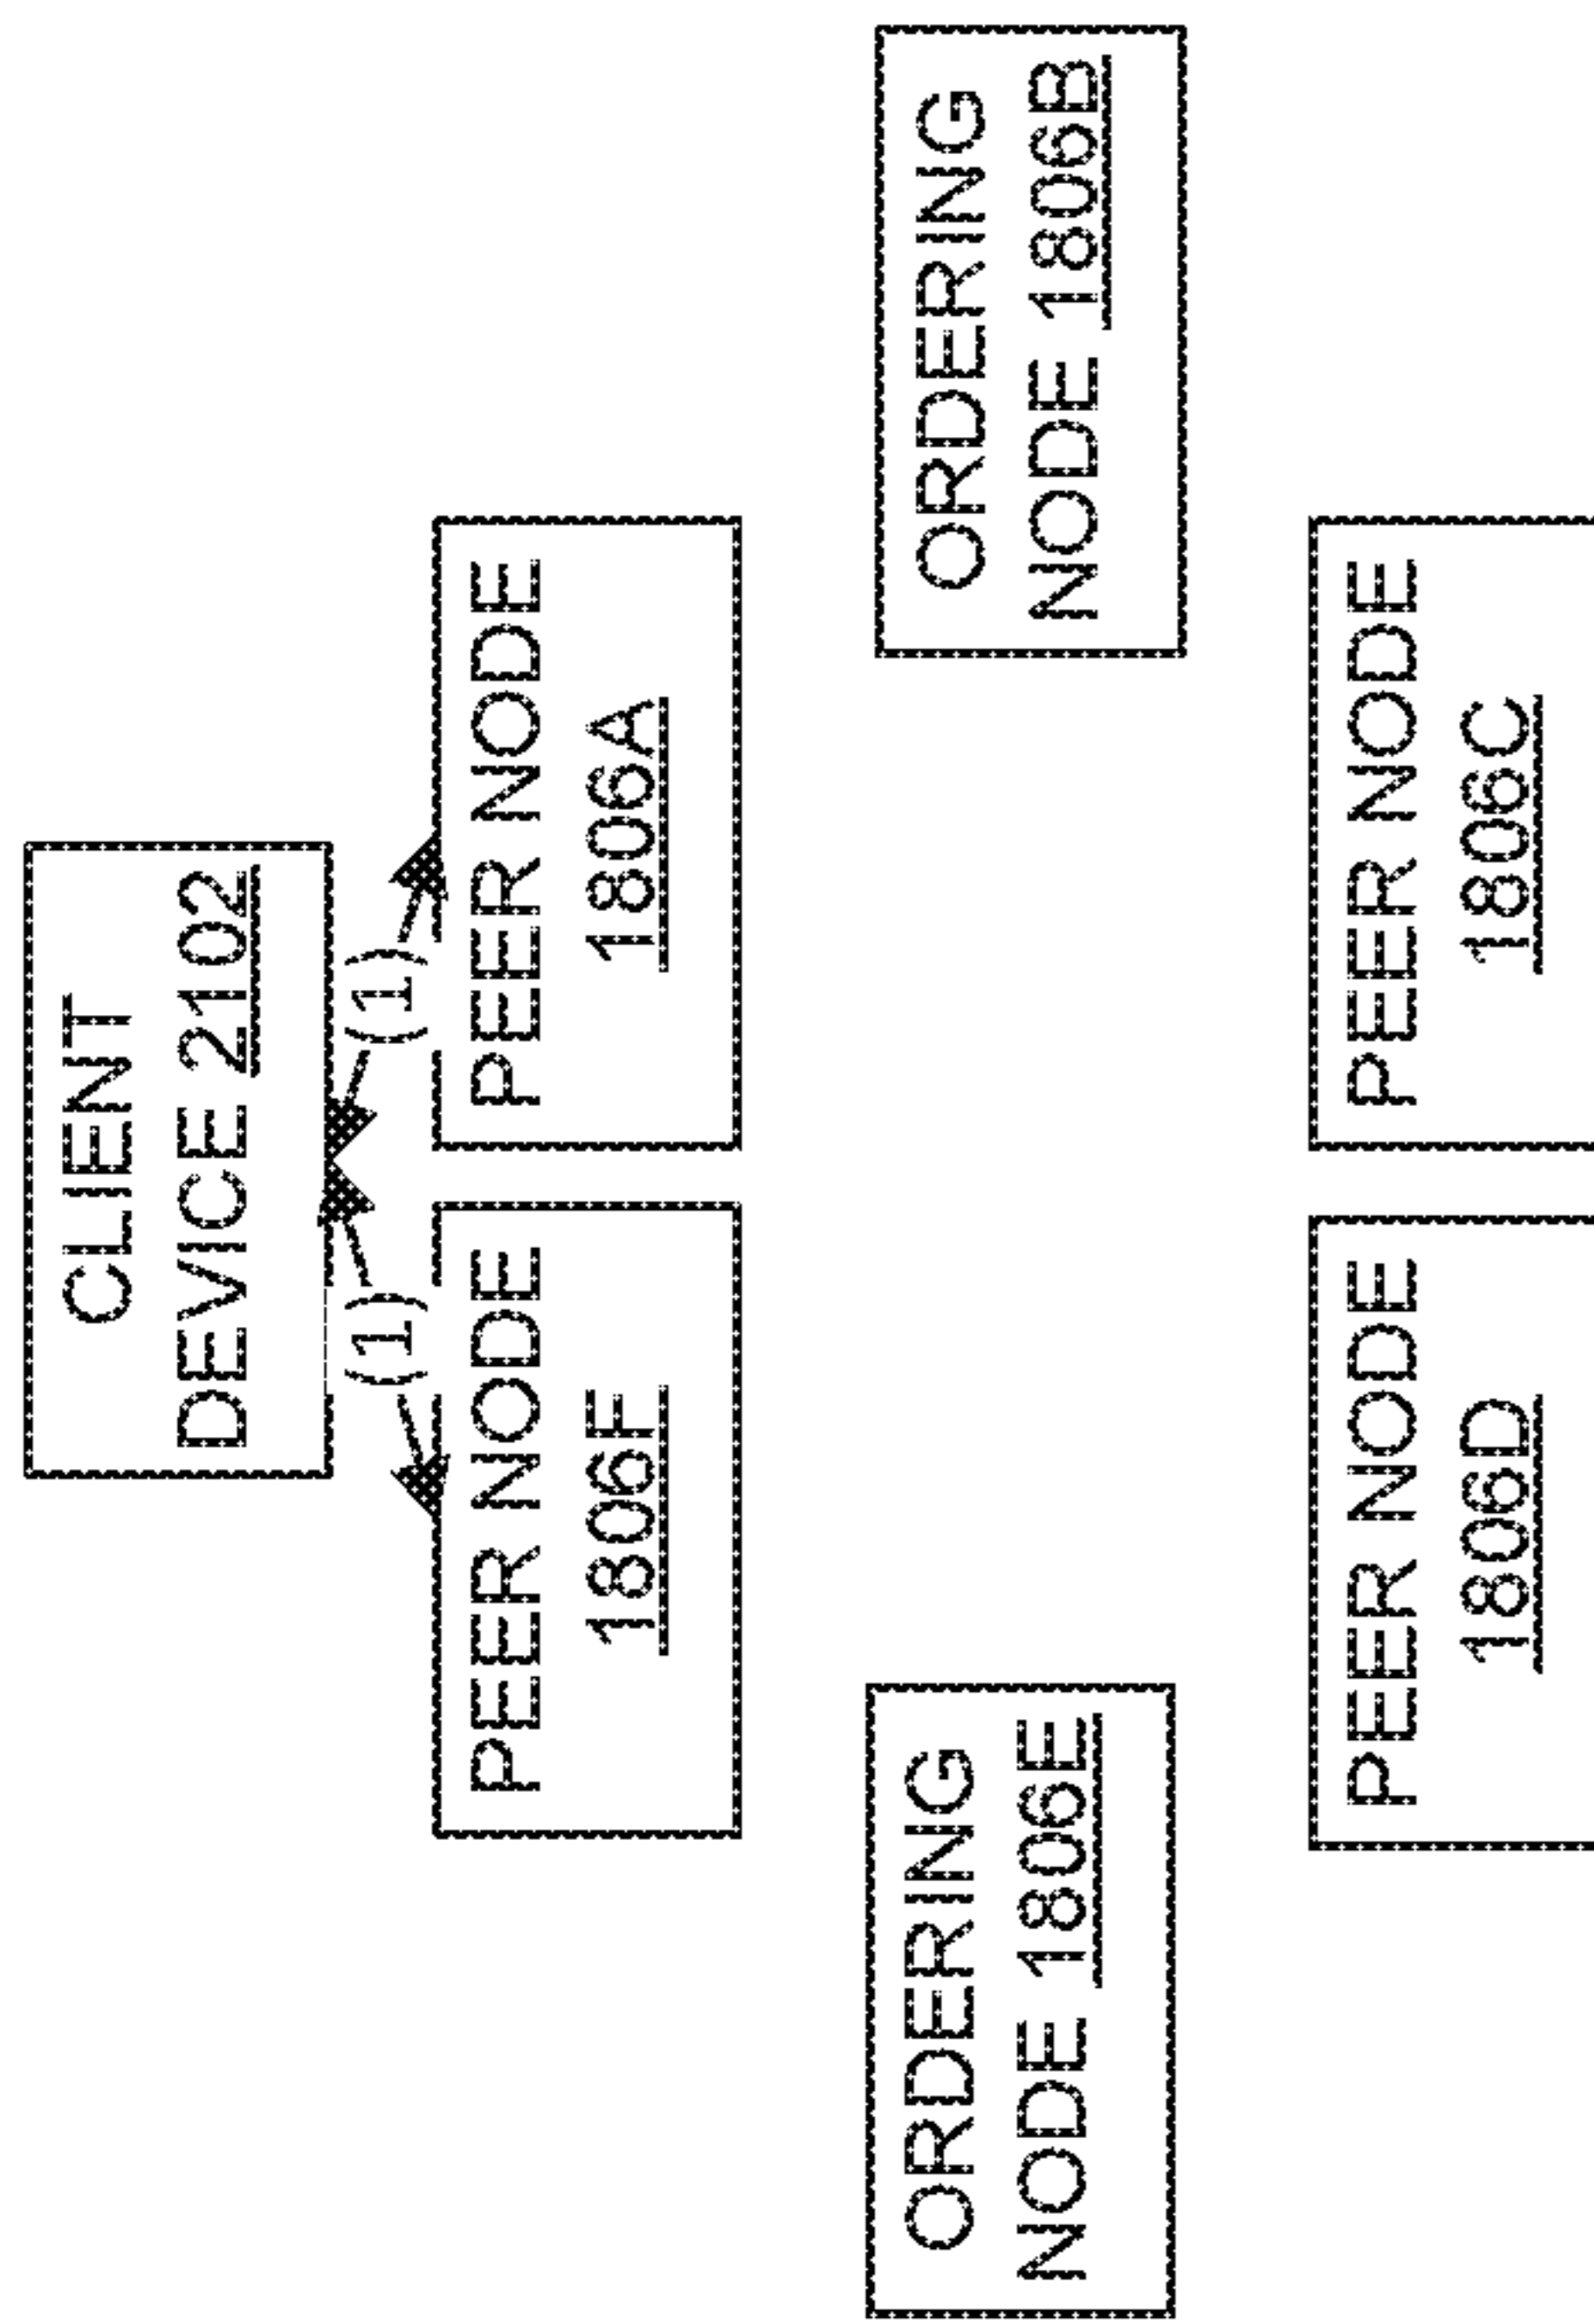 CLIENT
DEVICE 2102
(1)
(1)
PEER NODE
1806F
PEER NODE
1806A
ORDERING
NODE 1806E
ORDERING
NODE 1806B
PEER NODE
1806D
PEER NODE
1806C